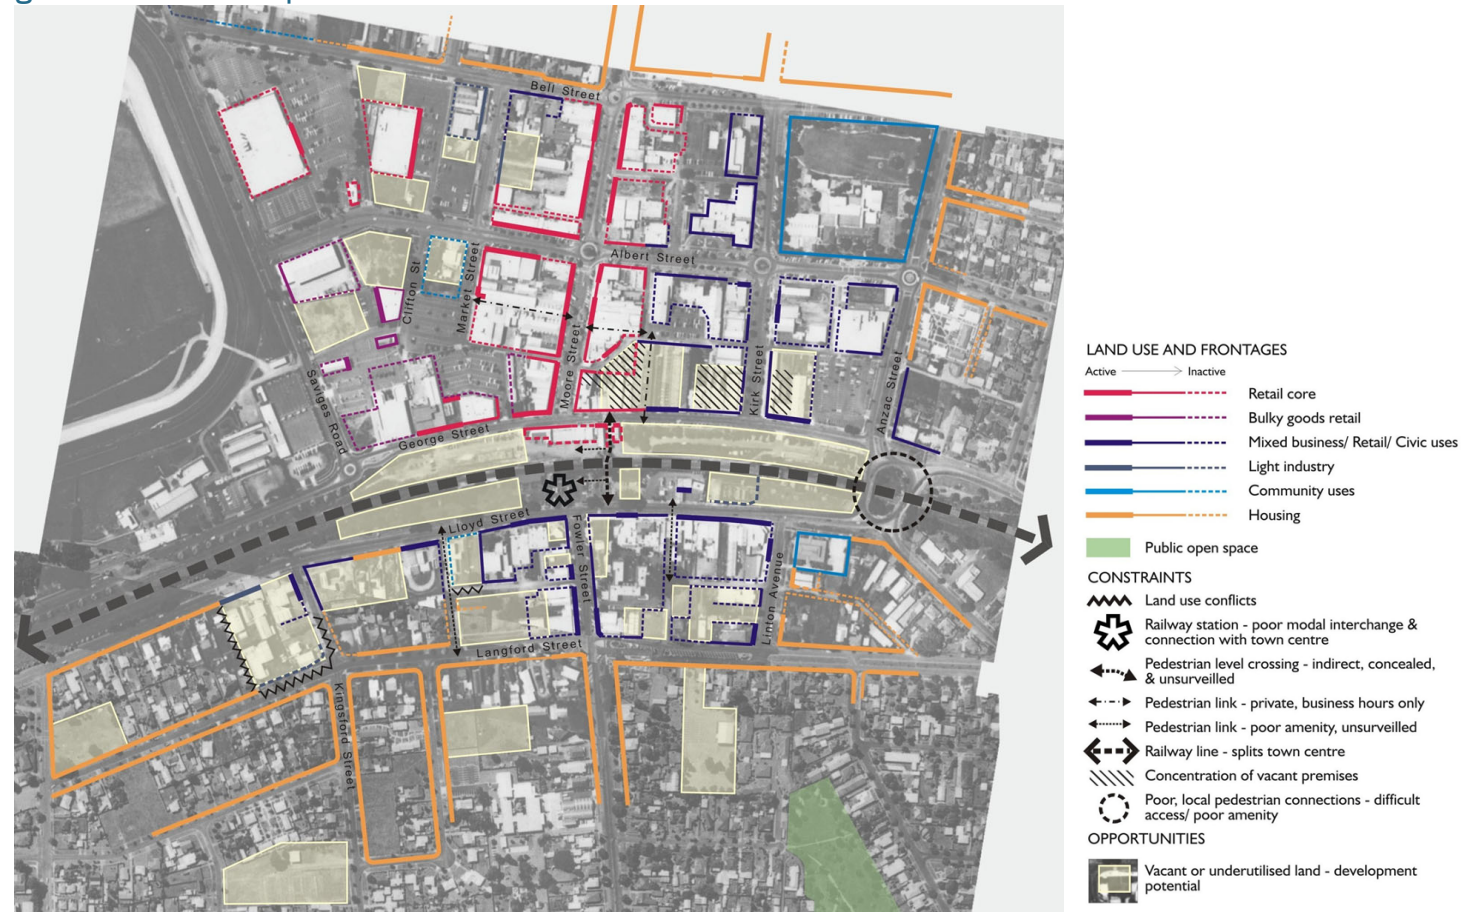 Bell Street
Albert Street
Clifton St
Market Street
Moore Street
Kirk Street
Anzac Street
Saviges Road
George Street
Lloyd Street
Fowler Street
Linton Avenue
Langford Street
Kingsford Street
LAND USE AND FRONTAGES
Active Inactive
Retail core
Bulky goods retail
Mixed business/ Retail/ Civic uses
Light industry
Community uses
Housing
Public open space
CONSTRAINTS
Land use conflicts
Railway station - poor modal interchange &
connection with town centre
Pedestrian level crossing - indirect, concealed,
& unsurveilled
Pedestrian link - private, business hours only
Pedestrian link - poor amenity, unsurveilled
Railway line - splits town centre
Concentration of vacant premises
Poor, local pedestrian connections - difficult
access/ poor amenity
OPPORTUNITIES
Vacant or underutilised land - development
potential